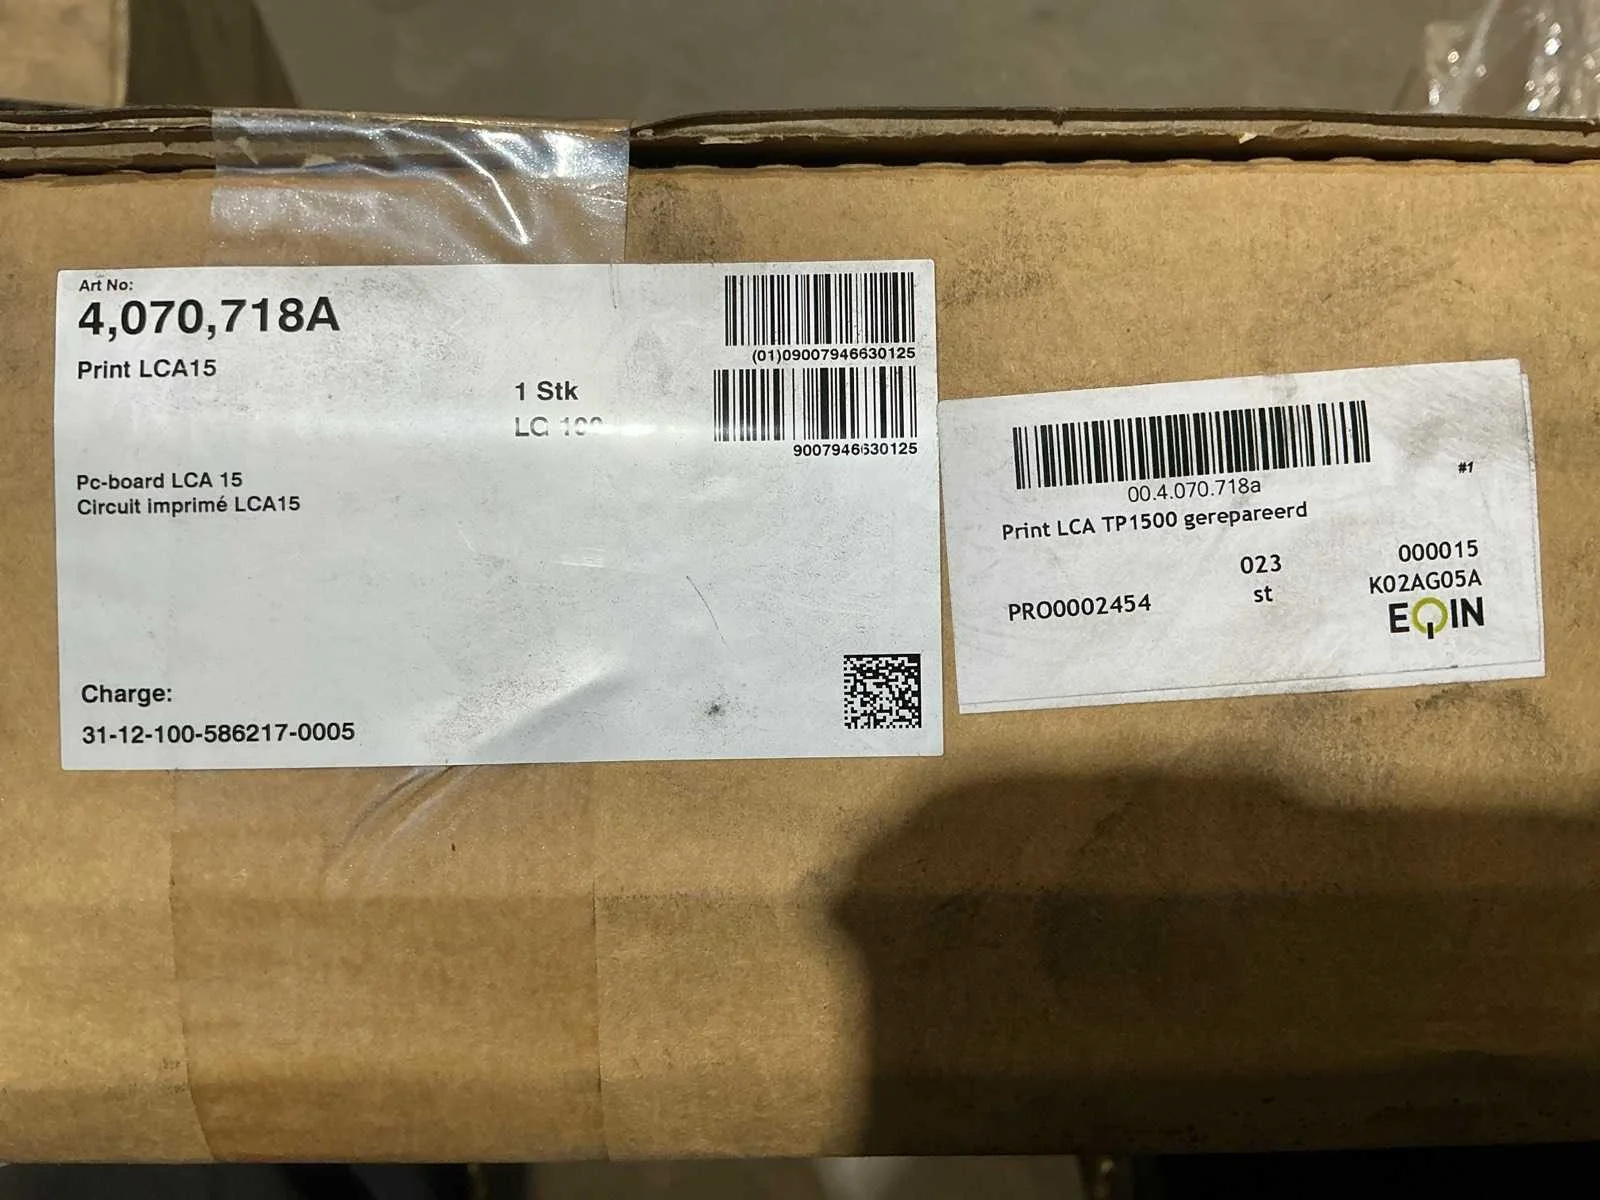 Art No:
4,070,718A
Print LCA15
(01)09007946630125
1 Stk
9007946630125
Pc-board LCA 15
Circuit imprimé LCA15
Charge:
31-12-100-586217-0005
00.4.070.718a
#1
Print LCA TP1500 gerepareerd
023
000015
st
K02AG05A
PRO0002454
EQIN